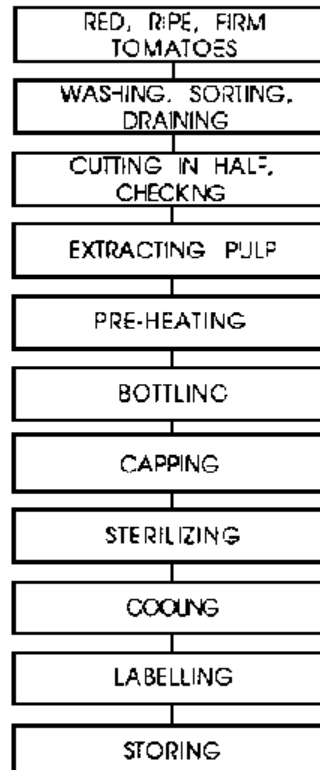 RED, RIPE, FIRM
TOMATOES
WASHING, SORTING,
DRAINING
CUTTING IN HALF,
CHECKNG
EXTRACTING PULP
PRE-HEATING
BOTTLING
CAPPING
STERILIZING
COOLING
LABELLING
STORING